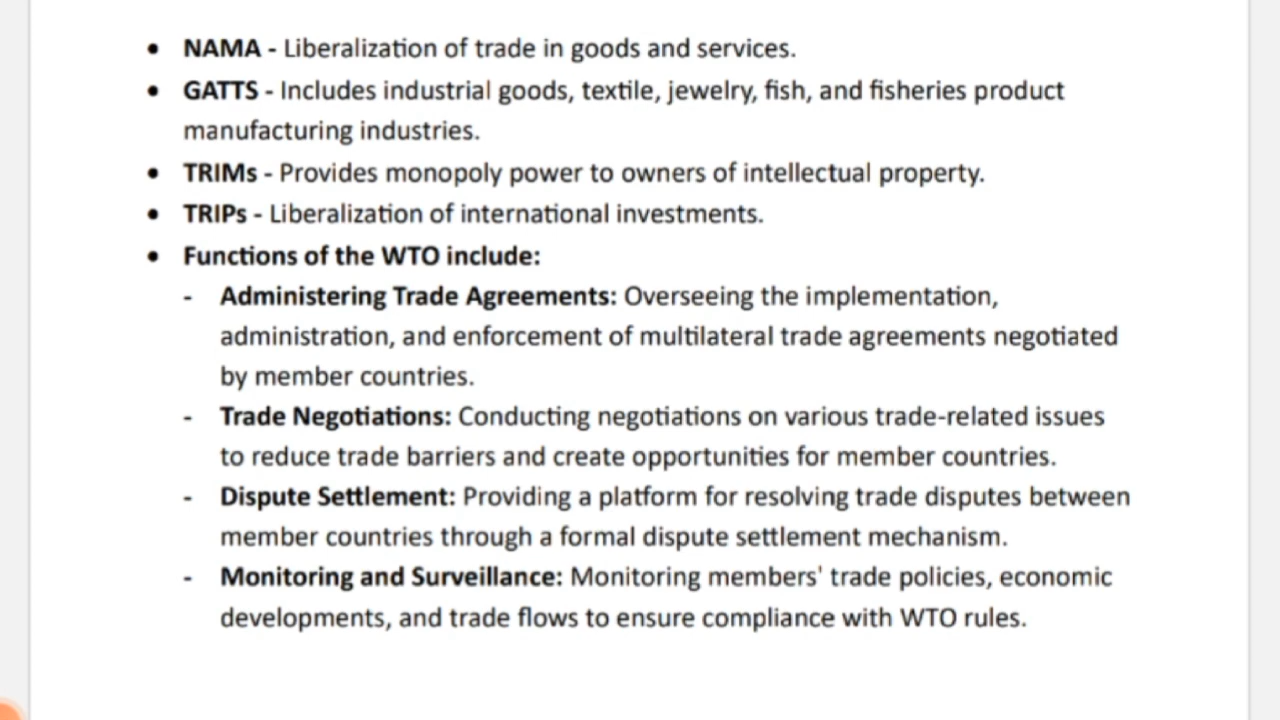 • NAMA - Liberalization of trade in goods and services.
• GATTS - Includes industrial goods, textile, jewelry, fish, and fisheries product
manufacturing industries.
• TRIMs - Provides monopoly power to owners of intellectual property.
• TRIPs - Liberalization of international investments.
• Functions of the WTO include:
- Administering Trade Agreements: Overseeing the implementation,
administration, and enforcement of multilateral trade agreements negotiated
by member countries.
- Trade Negotiations: Conducting negotiations on various trade-related issues
to reduce trade barriers and create opportunities for member countries.
- Dispute Settlement: Providing a platform for resolving trade disputes between
member countries through a formal dispute settlement mechanism.
- Monitoring and Surveillance: Monitoring members' trade policies, economic
developments, and trade flows to ensure compliance with WTO rules.